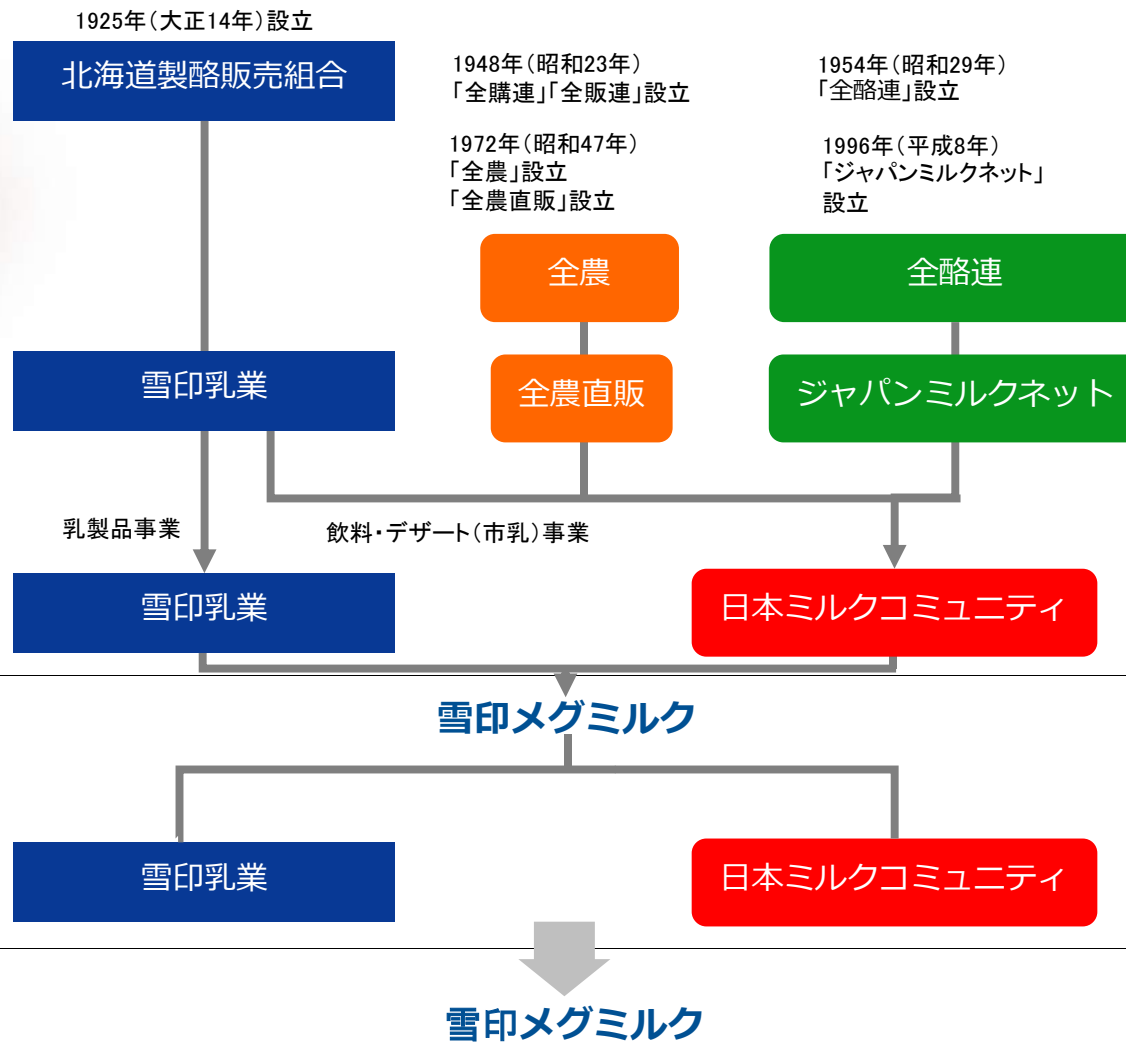 1925年（大正14年）設立
北海道製酪販売組合
1948年（昭和23年）
「全購連」「全販連」設立
1972年（昭和47年）
「全農」設立
「全農直販」設立
1954年（昭和29年）
「全酪連」設立
1996年（平成8年）
「ジャパンミルクネット」
設立
全農
全酪連
雪印乳業
全農直販
ジャパンミルクネット
乳製品事業
飲料・デザート（市乳）事業
雪印乳業
日本ミルクコミュニティ
雪印メグミルク
雪印乳業
日本ミルクコミュニティ
雪印メグミルク